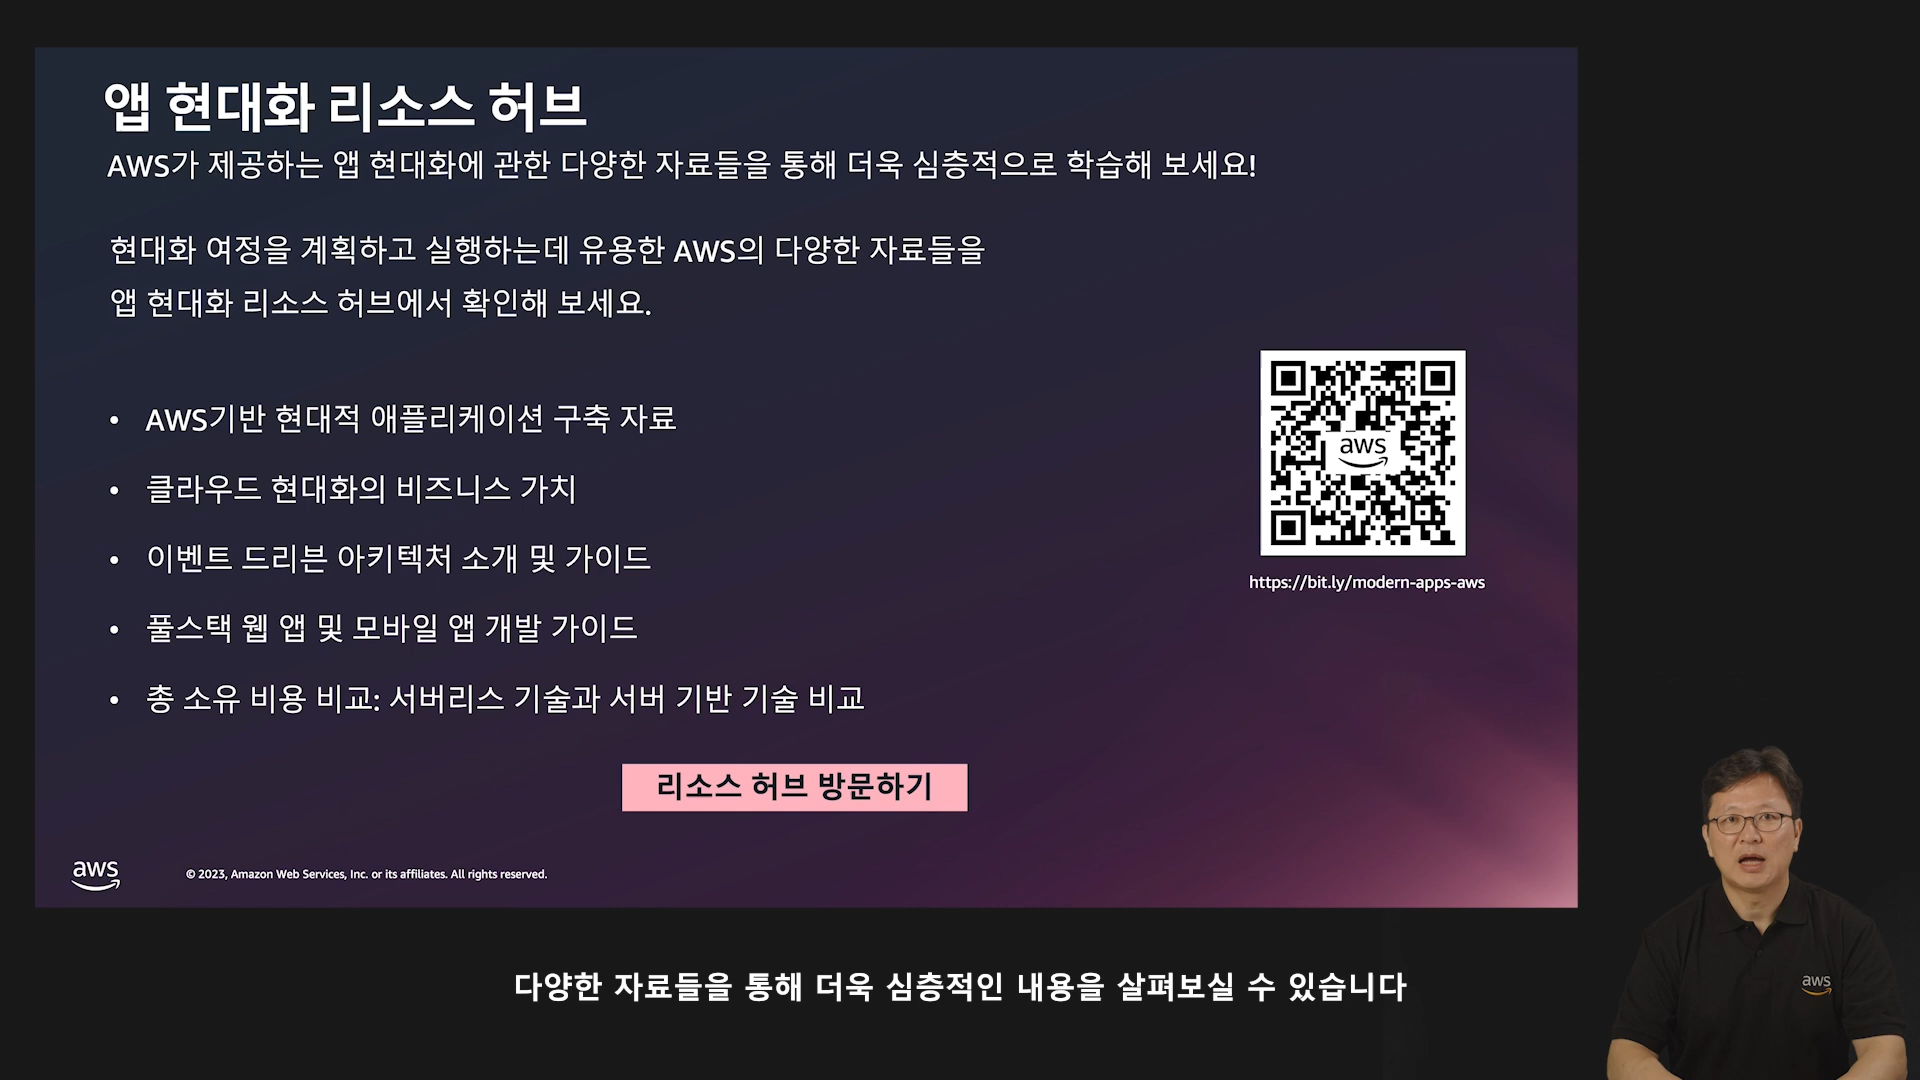 앱 현대화 리소스 허브
AWS가 제공하는 앱 현대화에 관한 다양한 자료들을 통해 더욱 심층적으로 학습해 보세요!
현대화 여정을 계획하고 실행하는데 유용한 AWS의 다양한 자료들을
앱 현대화 리소스 허브에서 확인해 보세요.
• AWS기반 현대적 애플리케이션 구축 자료
• 클라우드 현대화의 비즈니스 가치
• 이벤트 드리븐 아키텍처 소개 및 가이드
• 풀스택 웹 앱 및 모바일 앱 개발 가이드
• 총 소유 비용 비교: 서버리스 기술과 서버 기반 기술 비교
aws
https://bit.ly/modern-apps-aws
리소스 허브 방문하기
aws
© 2023, Amazon Web Services, Inc. or its affiliates. All rights reserved.
aws
다양한 자료들을 통해 더욱 심층적인 내용을 살펴보실 수 있습니다